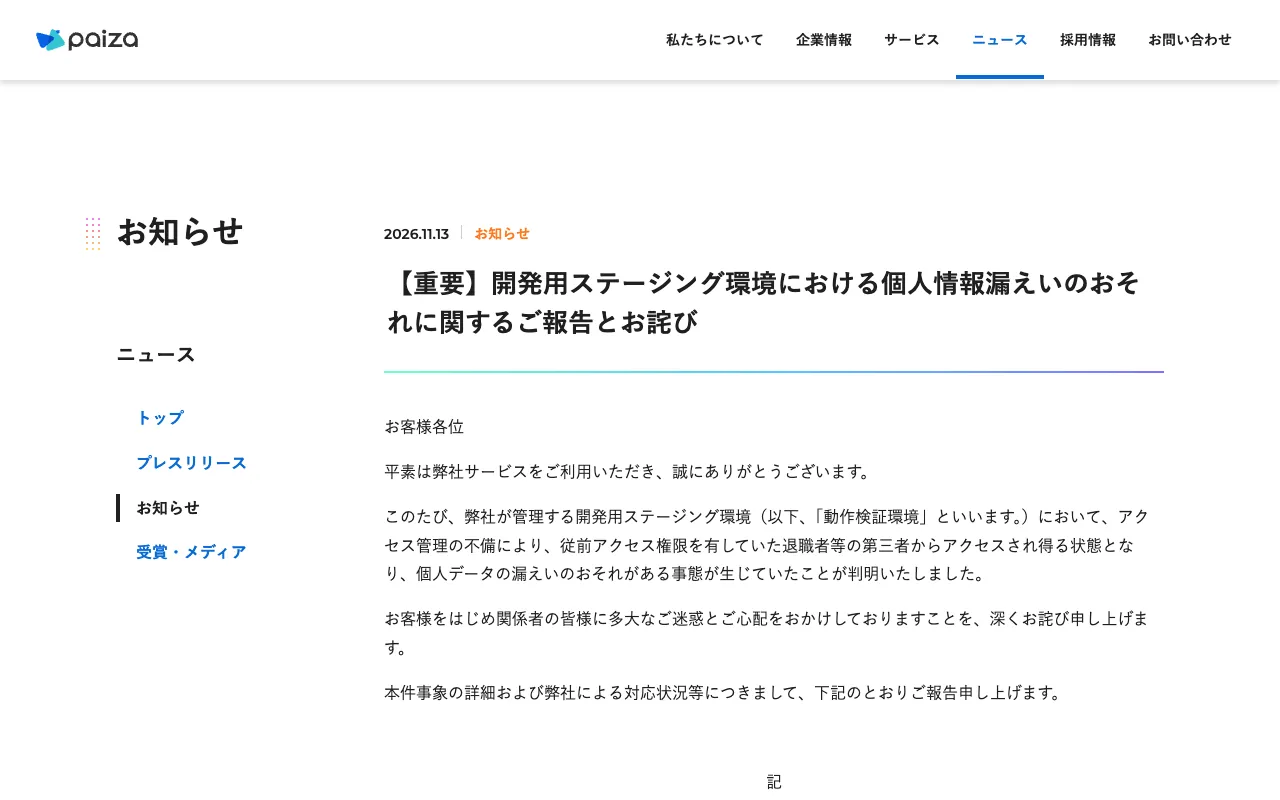 paiza
私たちについて
企業情報
サービス
ニュース
採用情報
お問い合わせ
お知らせ
ニュース
トップ
プレスリリース
お知らせ
受賞・メディア
2026.11.13
お知らせ
【重要】開発用ステージング環境における個人情報漏えいのおそ
れに関するご報告とお詫び
お客様各位
平素は弊社サービスをご利用いただき、誠にありがとうございます。
このたび、弊社が管理する開発用ステージング環境（以下、「動作検証環境」といいます。）において、アク
セス管理の不備により、従前アクセス権限を有していた退職者等の第三者からアクセスされ得る状態とな
り、個人データの漏えいのおそれがある事態が生じていたことが判明いたしました。
お客様をはじめ関係者の皆様に多大なご迷惑とご心配をおかけしておりますことを、深くお詫び申し上げま
す。
本件事象の詳細および弊社による対応状況等につきまして、下記のとおりご報告申し上げます。
記